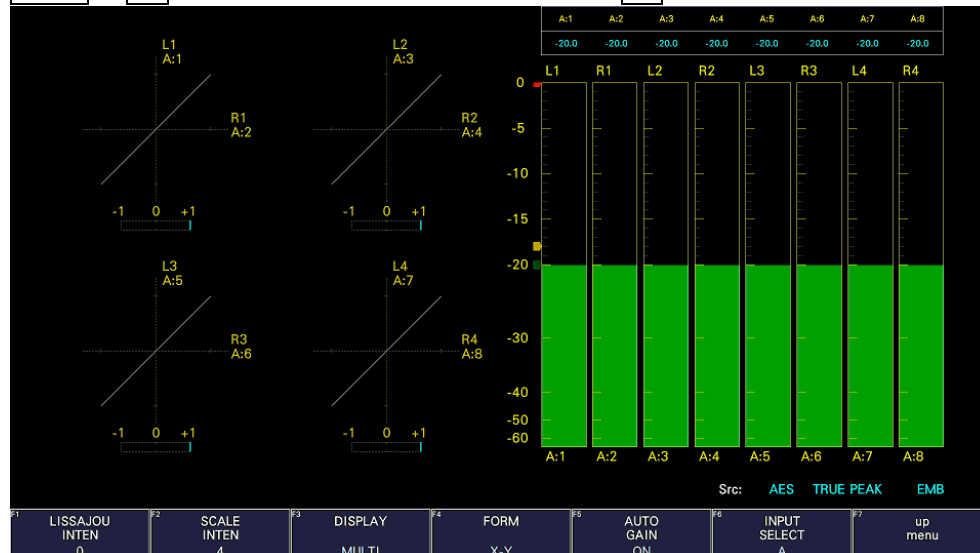 A:1 A:2 A:3 A:4 A:5 A:6 A:7 A:8
-20.0 -20.0 -20.0 -20.0 -20.0 -20.0 -20.0 -20.0
L1
A:1
R1
A:2
-1 0 +1
L2
A:3
R2
A:4
-1 0 +1
L3
A:5
R3
A:6
-1 0 +1
L4
A:7
R4
A:8
-1 0 +1
L1 R1 L2 R2 L3 R3 L4 R4
0
-5
-10
-15
-20
-30
-40
-50
-60
A:1 A:2 A:3 A:4 A:5 A:6 A:7 A:8
Src: AES TRUE PEAK EMB
F1 LISSAJOU
INTEN
0
F2 SCALE
INTEN
4
F3 DISPLAY
MULTI
F4 FORM
X-Y
F5 AUTO
GAIN
ON
F6 INPUT
SELECT
A
F7 up
menu